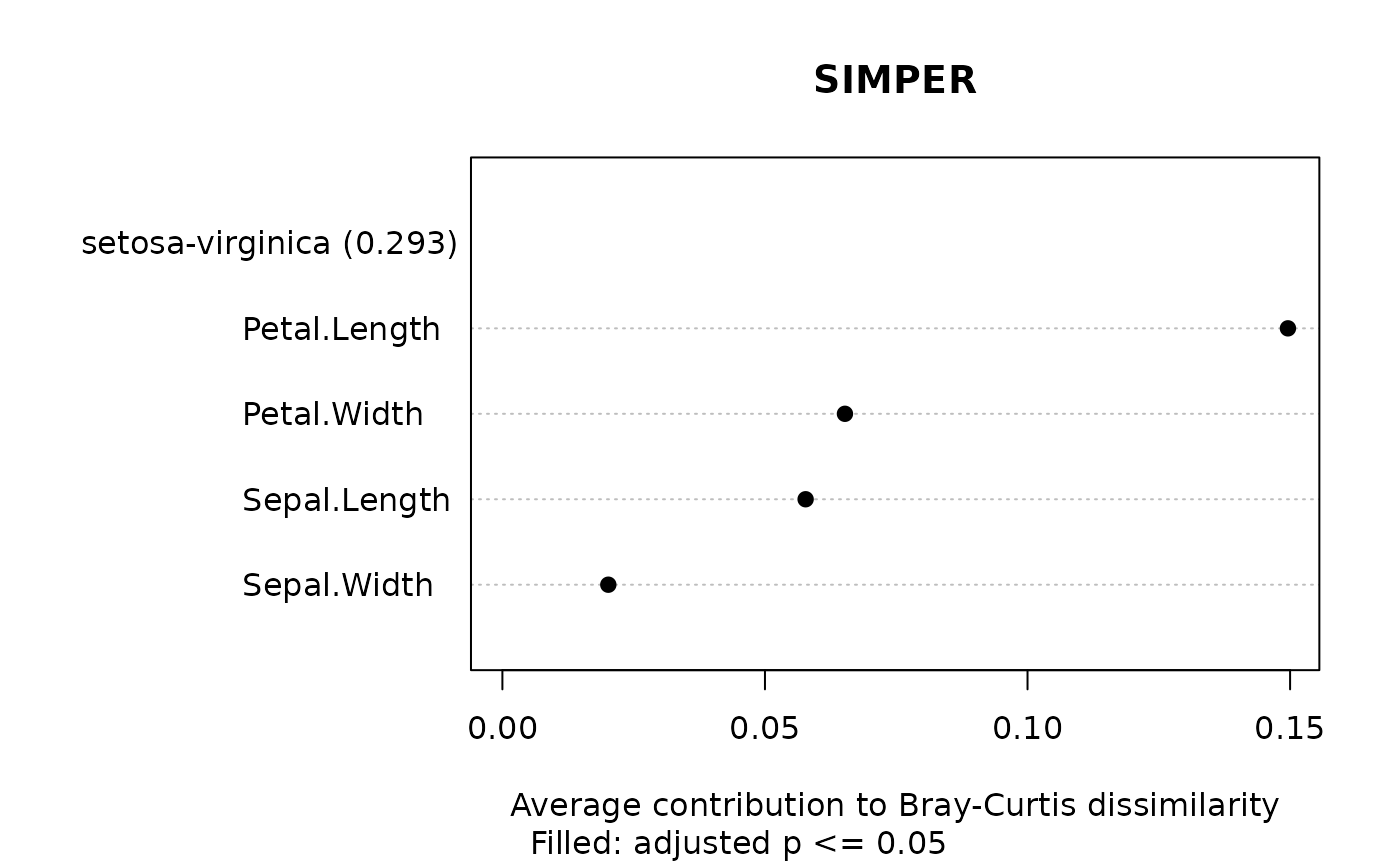 SIMPER
setosa-virginica (0.293)
Petal.Length
Petal.Width
Sepal.Length
Sepal.Width
0.00 0.05 0.10 0.15
Average contribution to Bray-Curtis dissimilarity
Filled: adjusted p <= 0.05